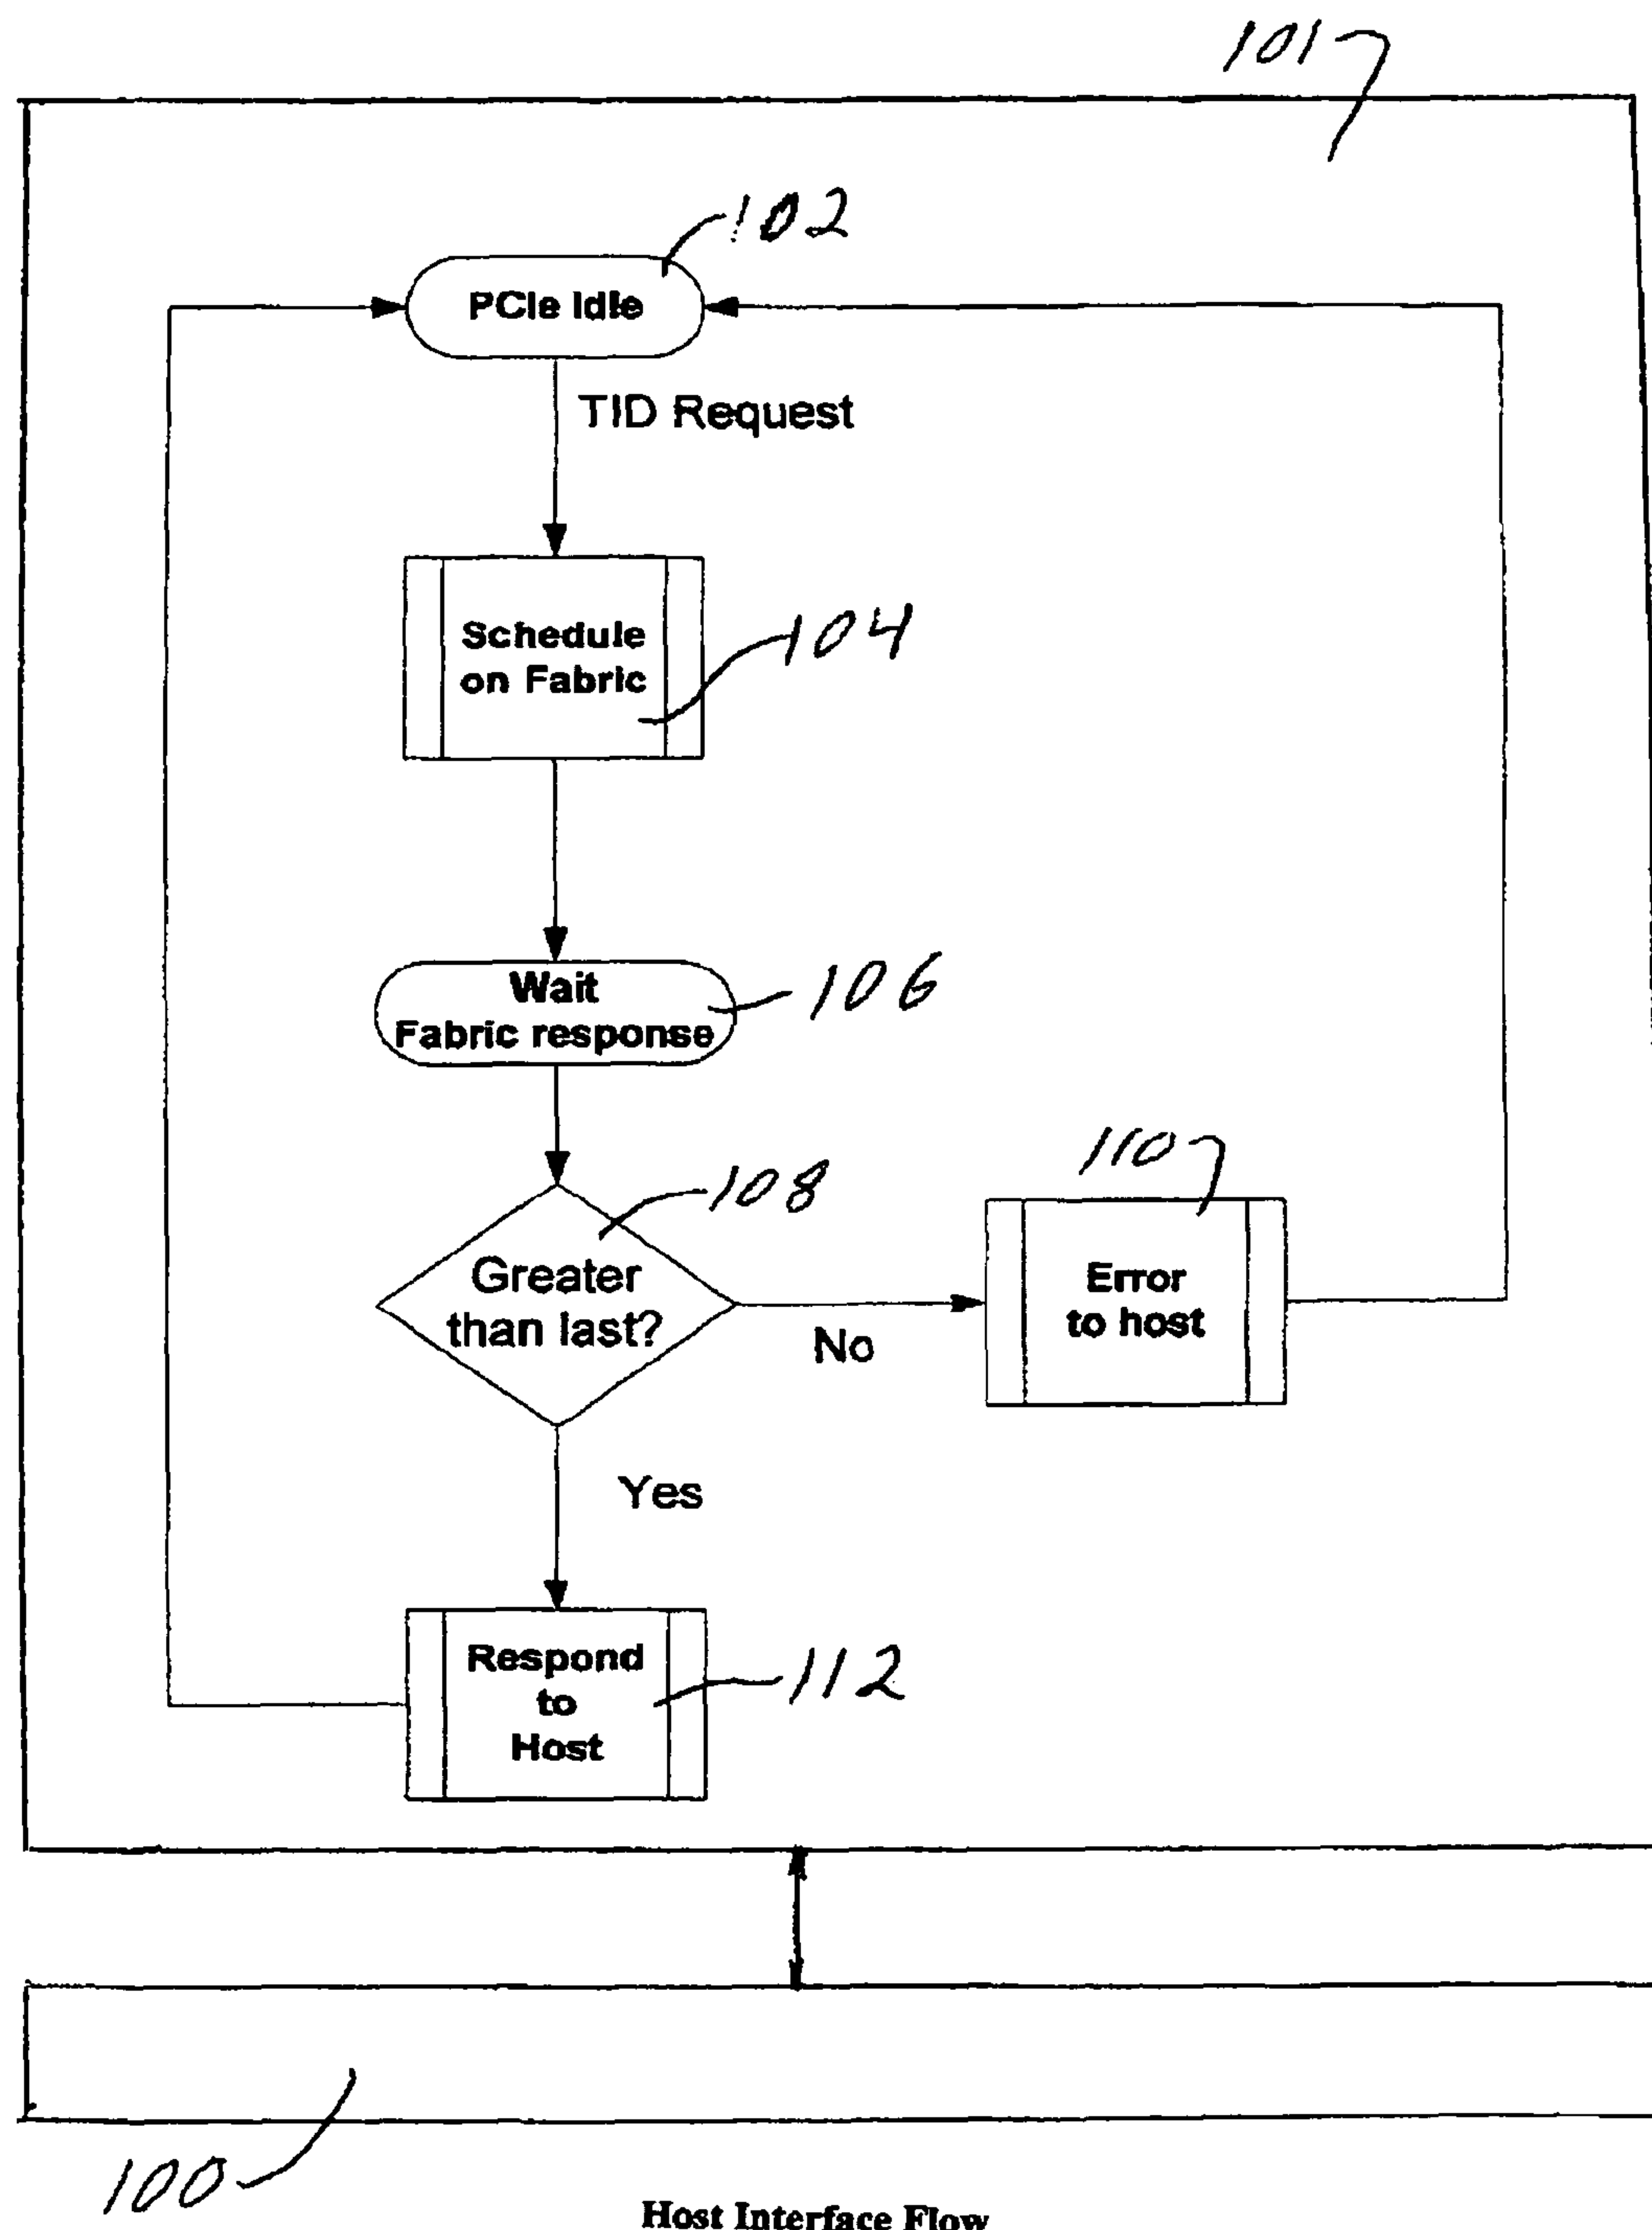 101
102
PCIe Idle
TID Request
Schedule
on Fabric
104
Wait
Fabric response
106
108
Greater
than last?
No
110
Error
to host
Yes
Respond
to
Host
112
100
Host Interface Flow